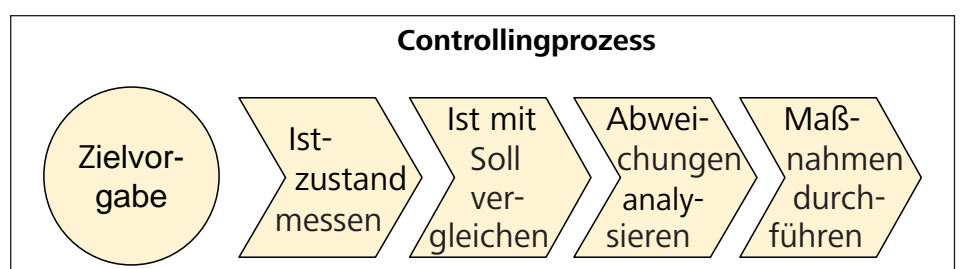 Controllingprozess
Zielvor-
gabe
Ist-
zustand
messen
Ist mit
Soll
ver-
gleichen
Abwei-
chungen
analy-
sieren
Maß-
nahmen
durch-
führen